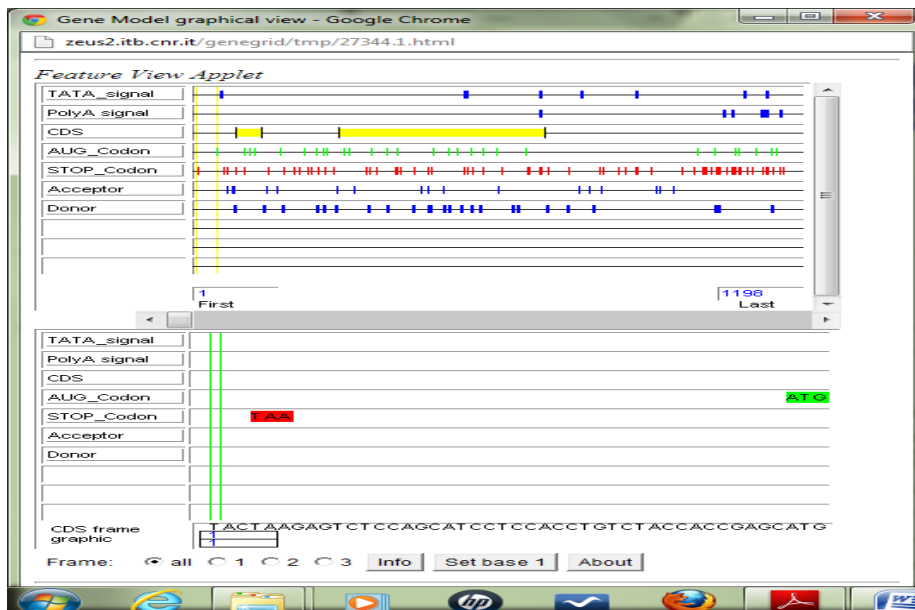 Gene Model graphical view - Google Chrome
zeus2.itb.cnr.it/genegrid/tmp/27344.1.html
Feature View Applet
TATA_signal
PolyA signal
CDS
AUG_Codon
STOP_Codon
Acceptor
Donor
1 1198
First Last
TATA_signal
PolyA signal
CDS
AUG_Codon ATG
STOP_Codon TAA
Acceptor
Donor
CDS frame TACTAAGAGTCTCCAGCATCCTCCACCTGTCTACCACCGAGCATG
graphic 1
1
Frame: all 1 2 3 Info Set base 1 About
hp W